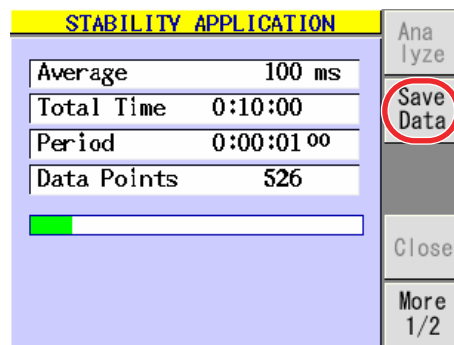 STABILITY APPLICATION
Average 100 ms
Total Time 0:10:00
Period 0:00:01 00
Data Points 526
Ana
lyze
Save
Data
Close
More
1/2